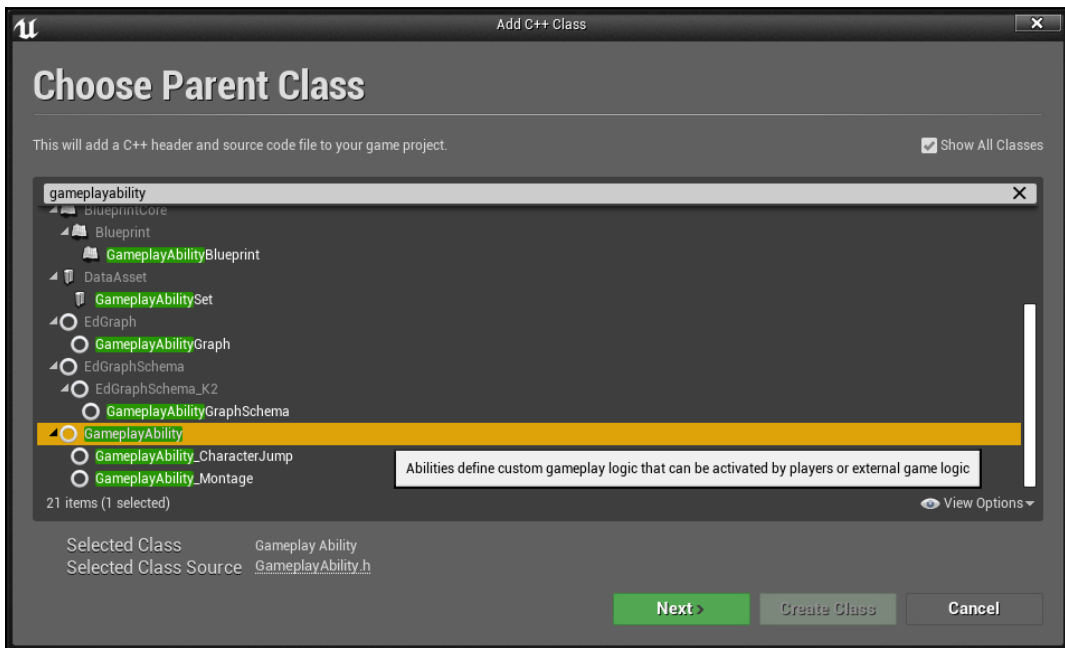 Add C++ Class
Choose Parent Class
This will add a C++ header and source code file to your game project.
Show All Classes
gameplayability
BlueprintCore
Blueprint
GameplayAbilityBlueprint
DataAsset
GameplayAbilitySet
EdGraph
GameplayAbilityGraph
EdGraphSchema
EdGraphSchema_K2
GameplayAbilityGraphSchema
GameplayAbility
GameplayAbility_CharacterJump
Abilities define custom gameplay logic that can be activated by players or external game logic
GameplayAbility_Montage
21 items (1 selected)
View Options
Selected Class Gameplay Ability
Selected Class Source GameplayAbility.h
Next
Create Class
Cancel